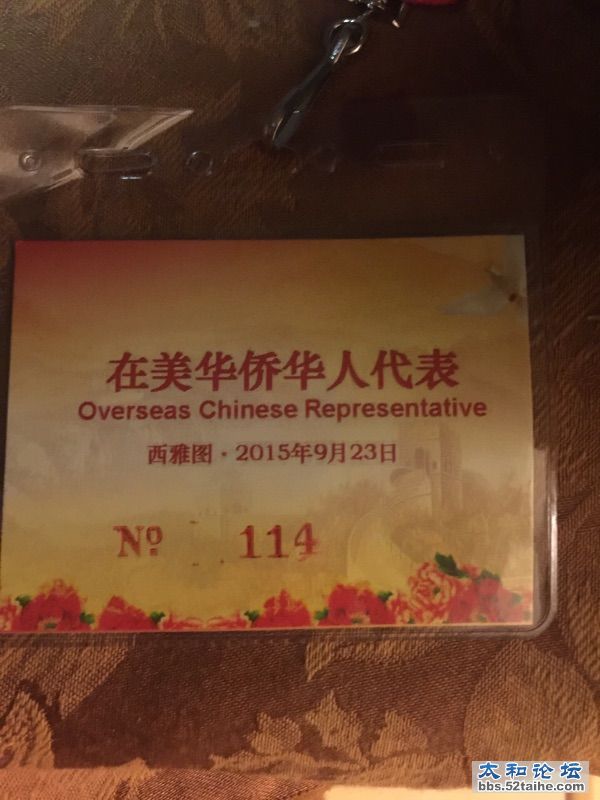 在美华侨华人代表
Overseas Chinese Representative
西雅图·2015年9月23日
Nº 114
太和论坛
bbs.52taihe.com